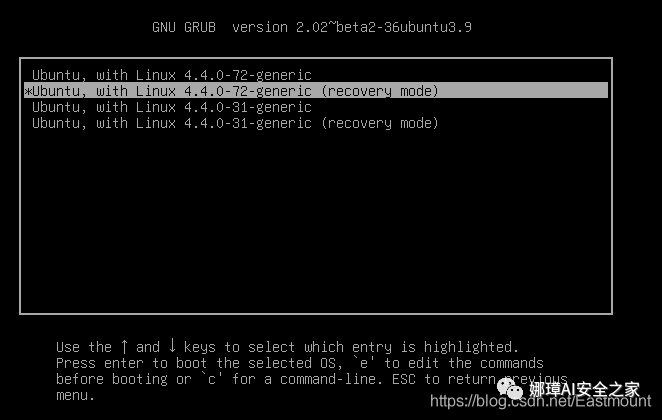 GNU GRUB  version 2.02~beta2-36ubuntu3.9
Ubuntu, with Linux 4.4.0-72-generic
*Ubuntu, with Linux 4.4.0-72-generic (recovery mode)
Ubuntu, with Linux 4.4.0-31-generic
Ubuntu, with Linux 4.4.0-31-generic (recovery mode)
Use the ↑ and ↓ keys to select which entry is highlighted.
Press enter to boot the selected OS, `e' to edit the commands
before booting or `c' for a command-line. ESC to return previous
menu.
娜璋AI安全之家
https://blog.csdn.net/Eastmount